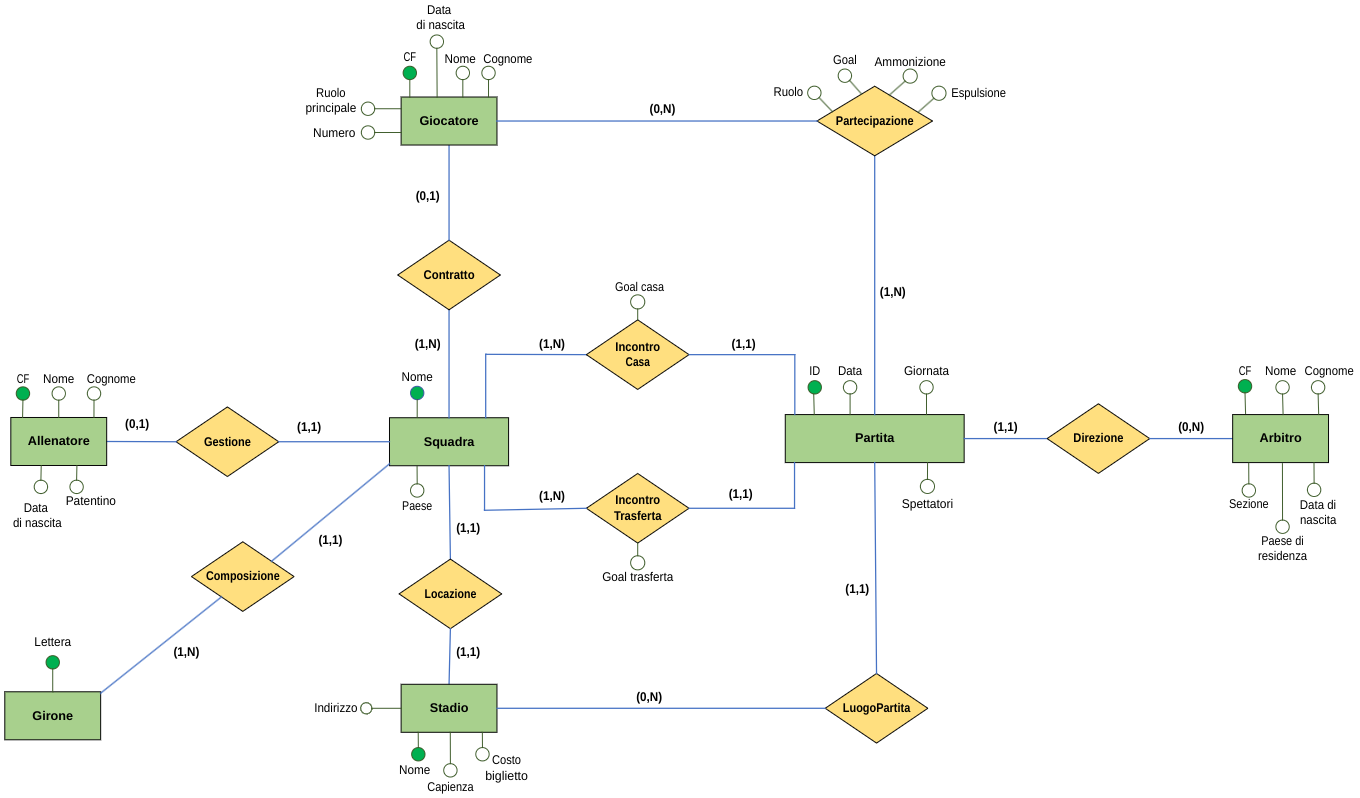 Data
di nascita
CF
Nome
Cognome
Ruolo
principale
Numero
Giocatore
(0,N)
Goal
Ammonizione
Ruolo
Espulsione
Partecipazione
(0,1)
Contratto
(1,N)
(1,N)
Goal casa
(1,N)
Incontro
Casa
(1,1)
CF
Nome
Cognome
Allenatore
(0,1)
Gestione
(1,1)
Nome
Squadra
Paese
Data
di nascita
Patentino
ID
Data
Giornata
Partita
Spettatori
(1,1)
Direzione
(0,N)
CF
Nome
Cognome
Arbitro
Sezione
Data di
nascita
Paese di
residenza
(1,N)
Incontro
Trasferta
(1,1)
Goal trasferta
(1,1)
Composizione
(1,N)
(1,1)
Locazione
(1,1)
(1,1)
Lettera
Girone
Indirizzo
Stadio
(0,N)
LuogoPartita
Nome
Capienza
Costo
biglietto